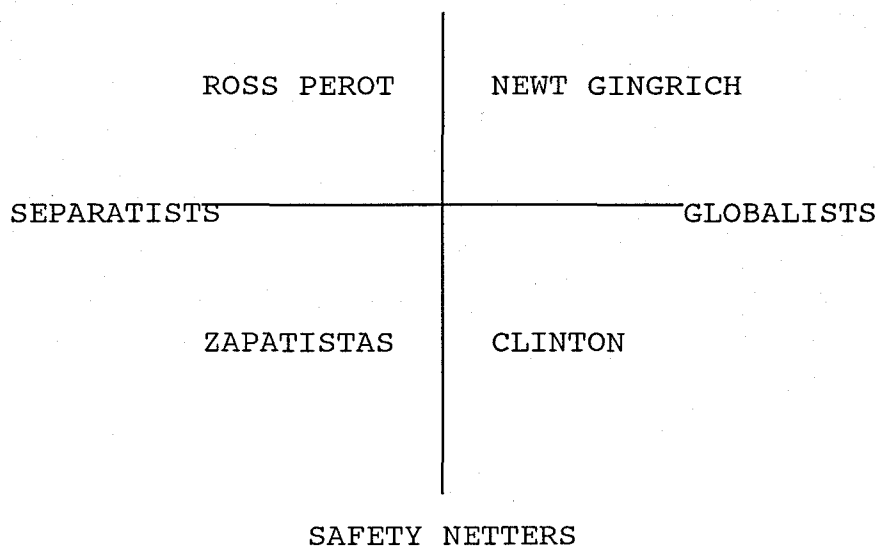 ROSS PEROT NEWT GINGRICH
SEPARATISTS GLOBALISTS
ZAPATISTAS CLINTON
SAFETY NETTERS